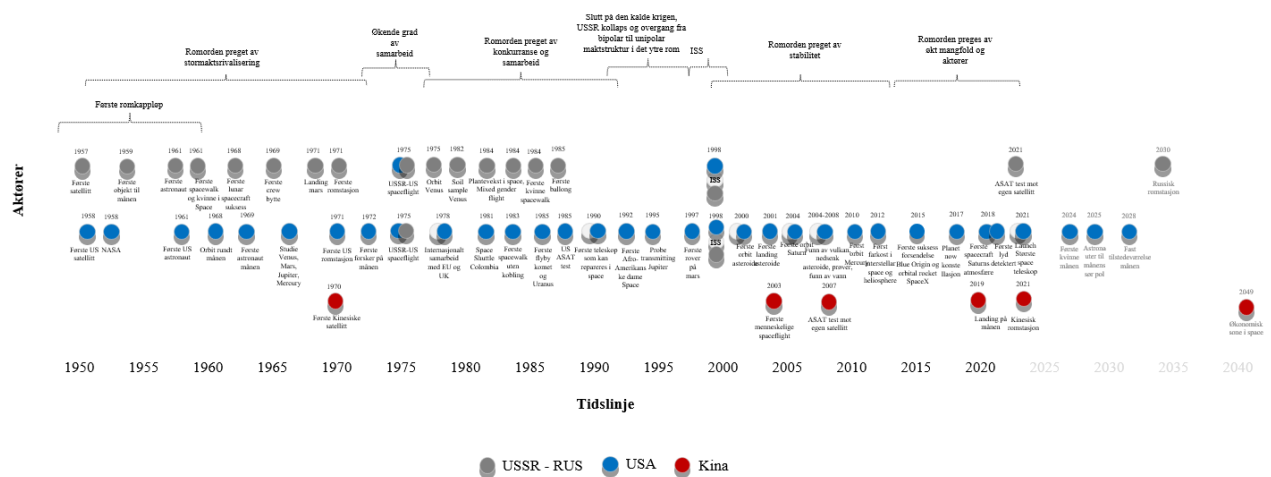 Slutt på den kalde krigen,
USSR kollaps og overgang fra
bipolar til unipolar
maktstruktur i det ytre rom
Økende grad
av
samarbeid
Romorden preget av
konkurranse og
samarbeid
ISS
Romorden preget av
stormaktsrivalisering
Romorden preget av
stabilitet
Romorden preges av
økt mangfold og
aktører
Første romkappløp
Aktører
1957
Første
satellitt
1959
Første
objekt til
månen
1961
Første
astronaut
1961
Første
spacewalk
og kvinne i
Space
1968
Første
lunar
spacecraft
suksess
1969
Første
crew
bytte
1971
Landing
mars
1971
Første
romstasjon
1975
USSR-US
spaceflight
1975
Orbit
Venus
1982
Soil
sample
Venus
1984
Plantevekst i space,
1984
Mixed gender
flight
1984
Første
kvinne
spacewalk
1985
Første
ballong
1998
ISS
2021
ASAT test mot
egen satellitt
2030
Russisk
romstasjon
1958
Første US
satellitt
1958
NASA
1961
Første US
astronaut
1968
Orbit rundt
månen
1969
Første
astronaut
månen
Studie
Venus,
Mars,
Jupiter,
Mercury
1971
Første US
romstasjon
1972
Første
forsker på
månen
1975
USSR-US
spaceflight
1978
Internasjonalt
samarbeid
med EU og
UK
1981
Space
Shuttle
Colombia
1983
Første
spacewalk
uten
kobling
1985
Første
flyby
komet
og
Uranus
1985
US
ASAT
test
1990
Første teleskop
som kan
repareres i
space
1992
Første
Afro-
Amerikans
ke dame
Space
1995
Probe
transmitting
Jupiter
1997
Første
rover
på
mars
1998
ISS
2000
Første
orbit
asteroide
2001
Første
landing
asteroide
2004
Første orbit
Saturn
2004-2008
Funn av vulkan,
nedsenk
asteroide, prøver,
funn av vann
2010
Først
orbit
Mercury
2012
Først
farkost i
interstellar
space og
heliosphere
2015
Første suksess
forsendelse
Blue Origin og
orbital rocket
SpaceX
2017
Planet
now
konste
llasjon
2018
Første
spacecraft
Saturns
atmosfære
Første
lyd
detektert
2021
Launch
Største
space
teleskop
2024
Første
kvinne
månen
2025
Astrona
uter til
månens
sør pol
2028
Fast
tilstedeværelse
månen
1970
Første Kinesiske
satellitt
2003
Første
menneskelige
spaceflight
2007
ASAT test mot
egen satellitt
2019
Landing på
månen
2021
Kinesisk
romstasjon
2049
Økonomisk
sone i space
1950 1955 1960 1965 1970 1975 1980 1985 1990 1995 2000 2005 2010 2015 2020 2025 2030 2035 2040
Tidslinje
USSR - RUS USA Kina